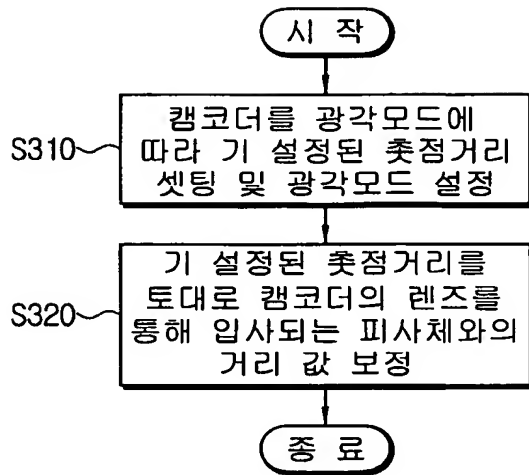 시 작
S310
캠코더를 광각모드에
따라 기 설정된 촛점거리
셋팅 및 광각모드 설정
S320
기 설정된 촛점거리를
토대로 캠코더의 렌즈를
통해 입사되는 피사체와의
거리 값 보정
종 료